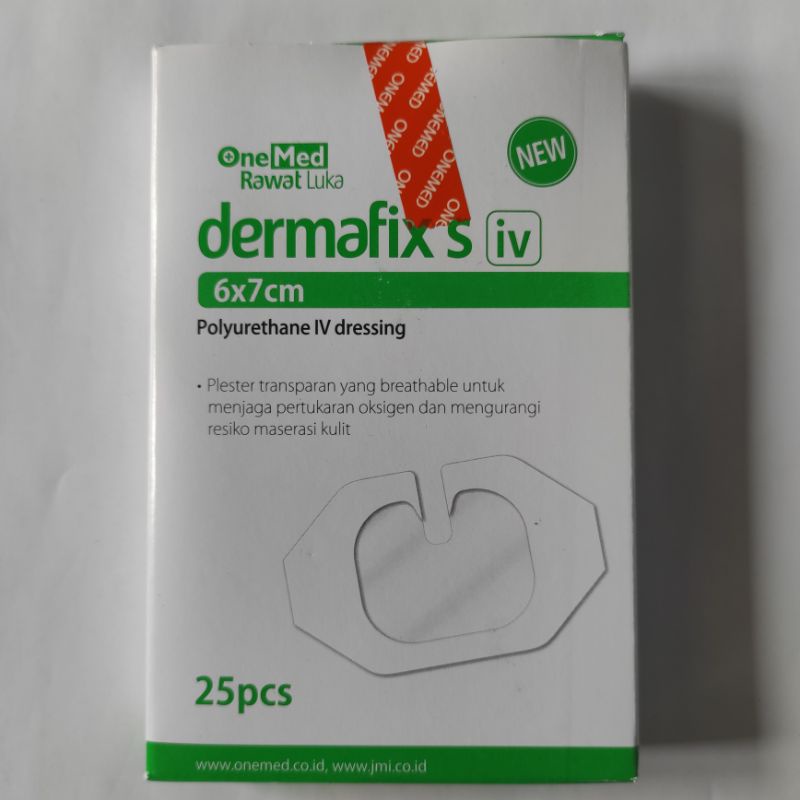 ONEMED ONEMED ONEMED
OneMed
Rawat Luka
NEW
dermafix s iv
6x7cm
Polyurethane IV dressing
• Plester transparan yang breathable untuk
menjaga pertukaran oksigen dan mengurangi
resiko maserasi kulit
25pcs
www.onemed.co.id, www.jmi.co.id